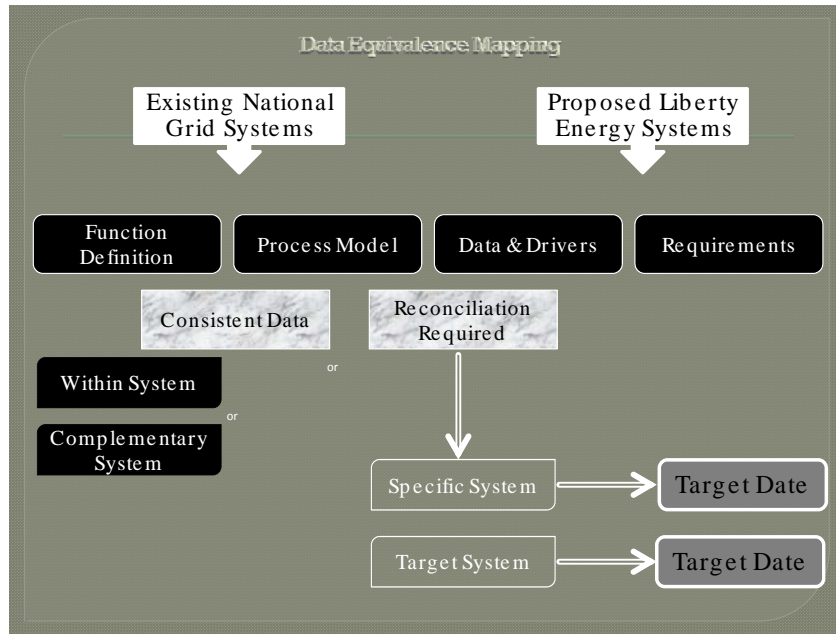 Data Equivalence Mapping
Existing National
Grid Systems
Proposed Liberty
Energy Systems
Function
Definition
Process Model
Data & Drivers
Requirements
Consistent Data
or
Reconciliation
Required
Within System
or
Complementary
System
Specific System
Target Date
Target System
Target Date